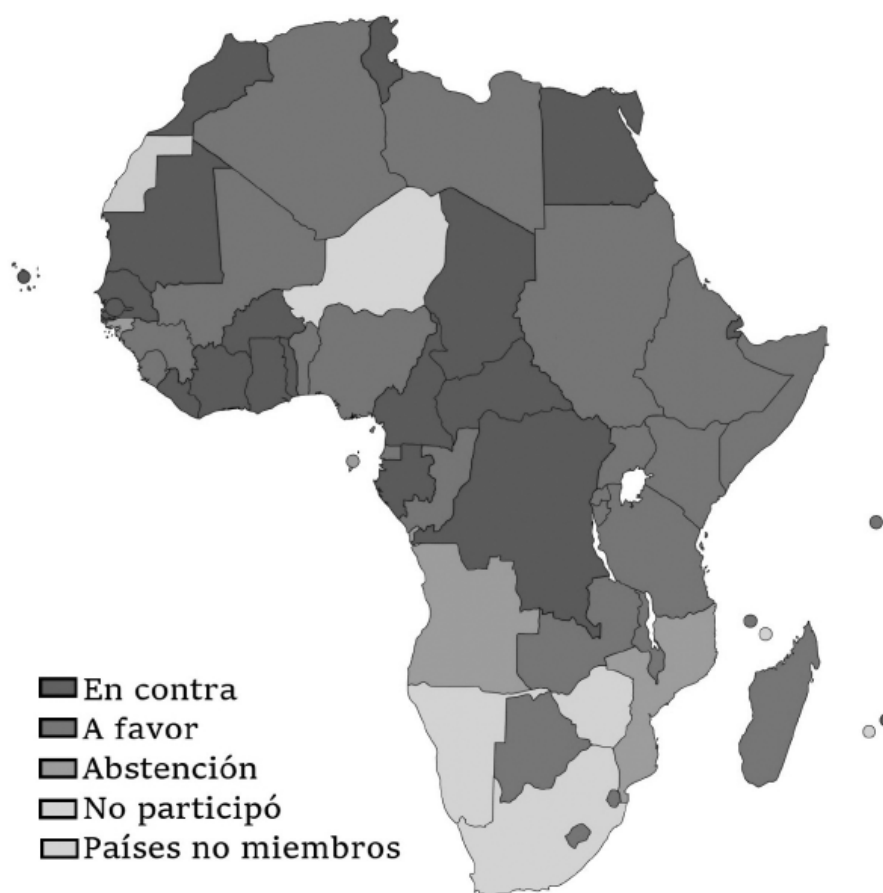 En contra
A favor
Abstención
No participó
Países no miembros